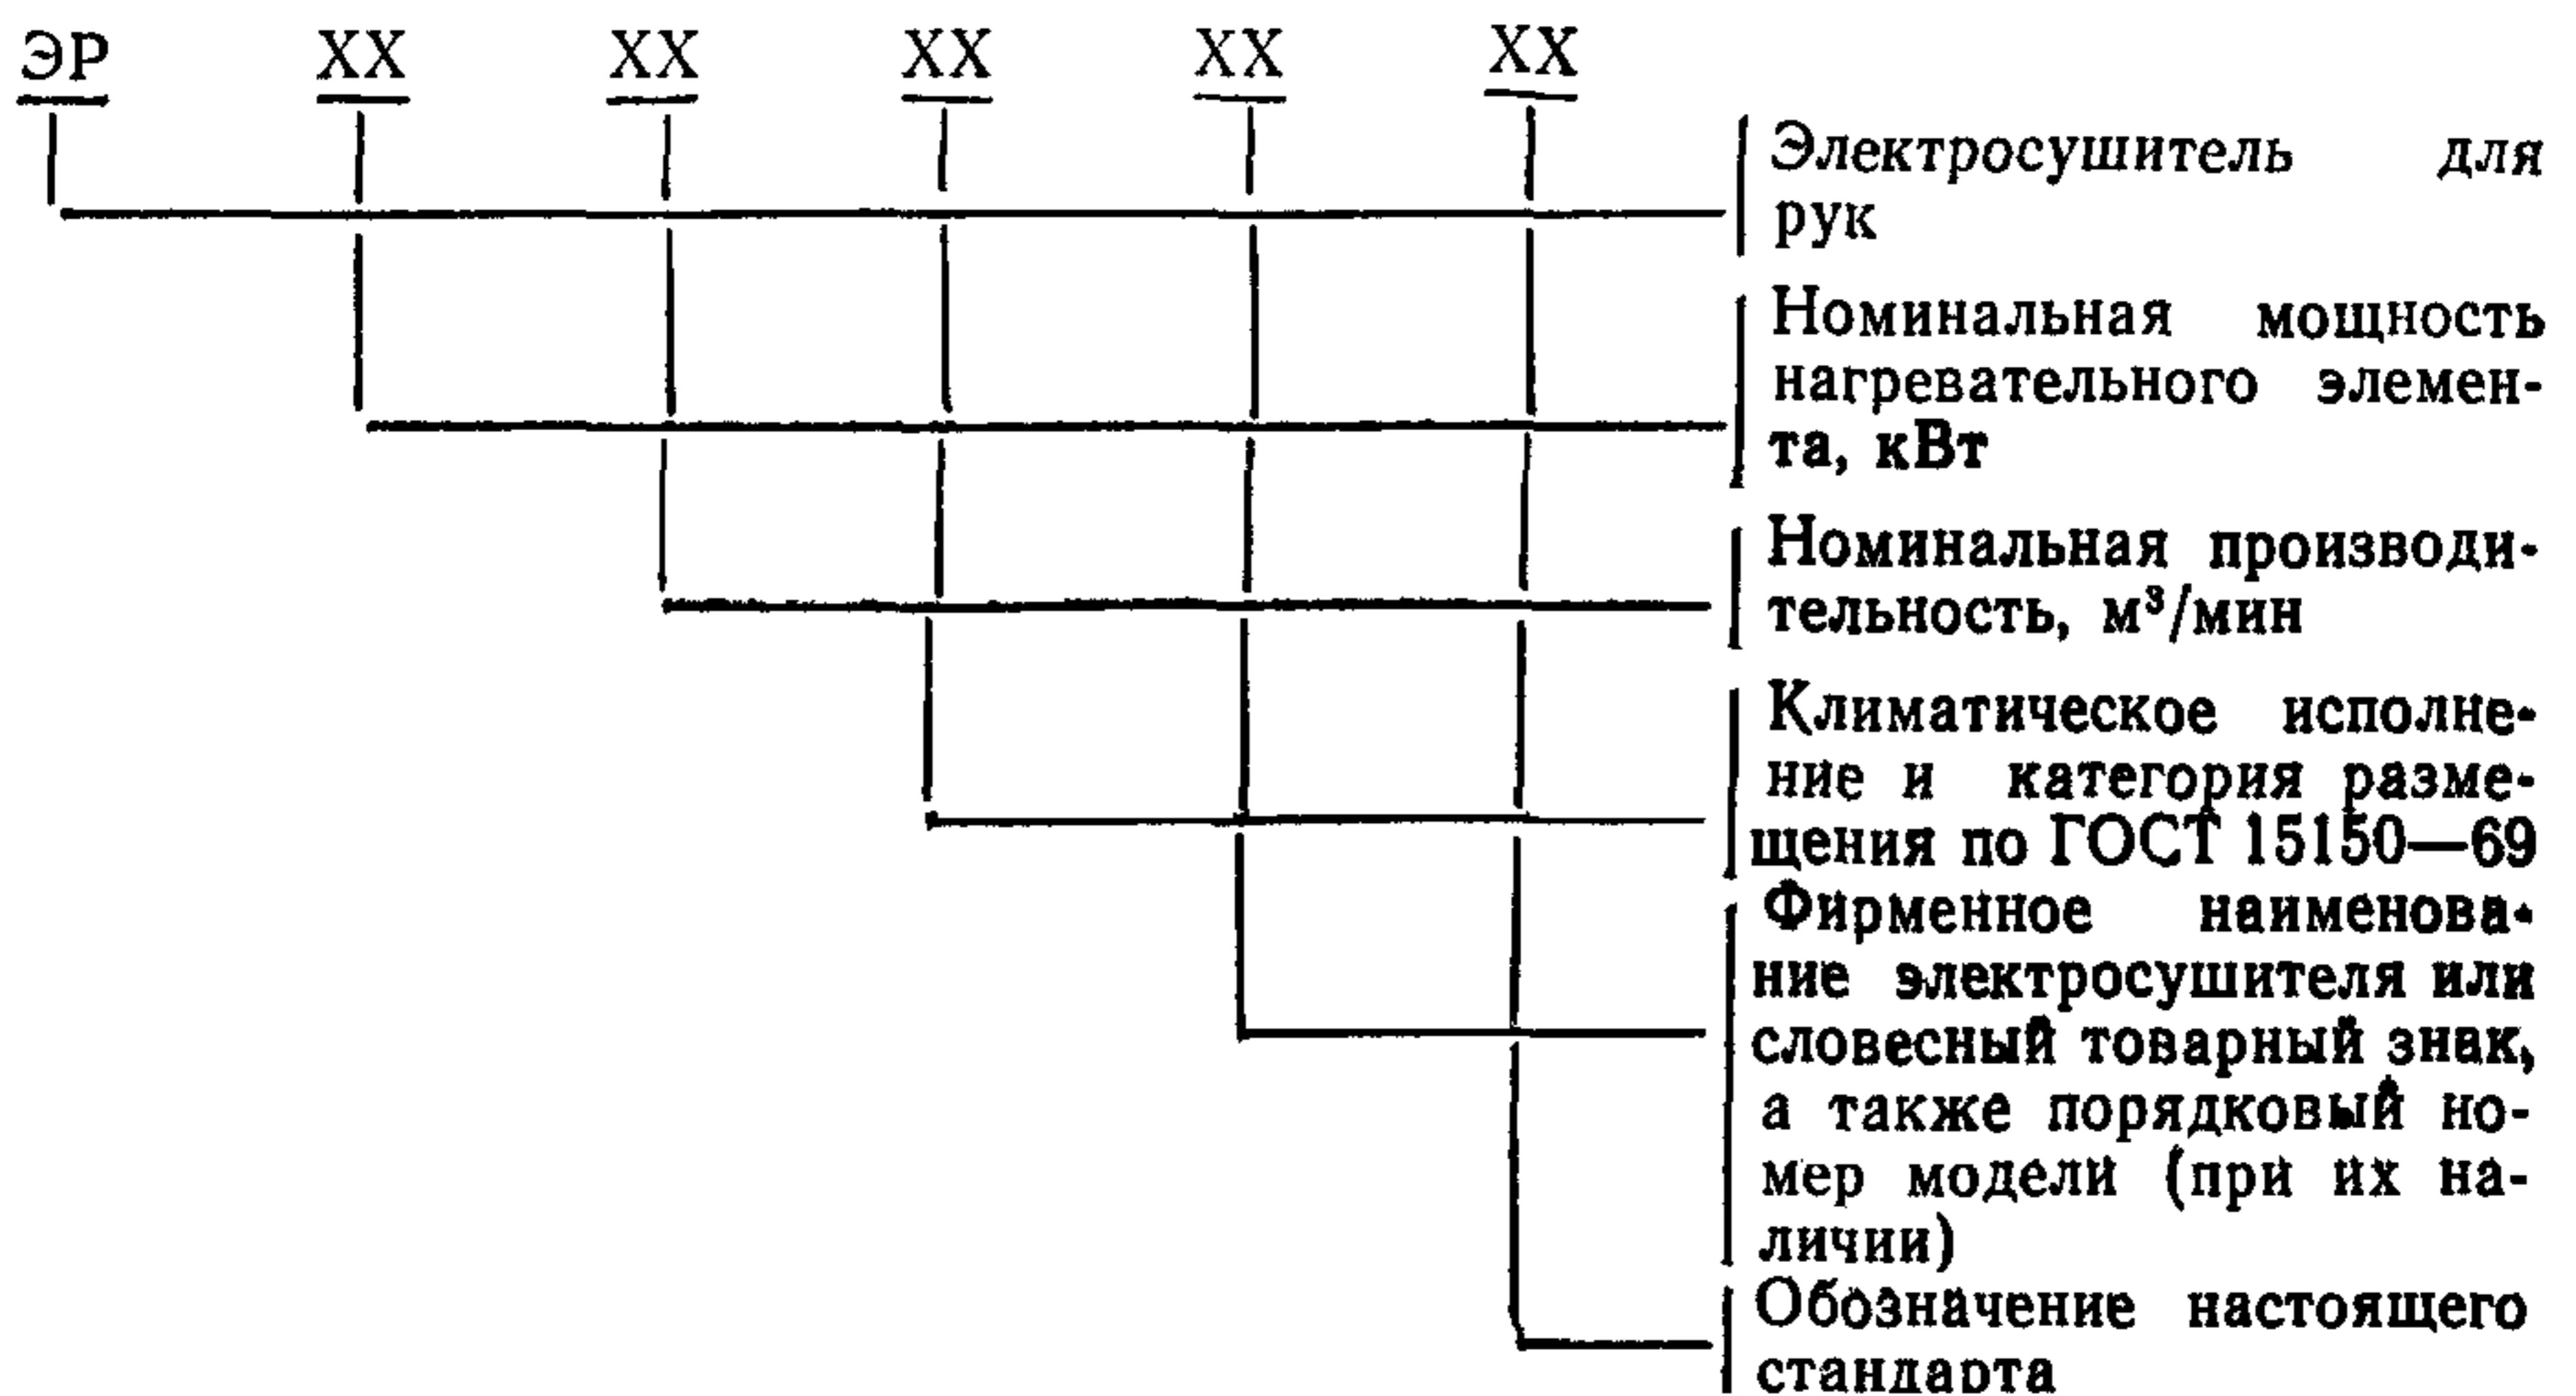 ЭР XX XX XX XX XX
Электросушитель для
рук
Номинальная мощность
нагревательного элемен-
та, кВт
Номинальная производи-
тельность, м³/мин
Климатическое исполне-
ние и категория разме-
щения по ГОСТ 15150—69
Фирменное наименова-
ние электросушителя или
словесный товарный знак,
а также порядковый но-
мер модели (при их на-
личии)
Обозначение настоящего
стандарта